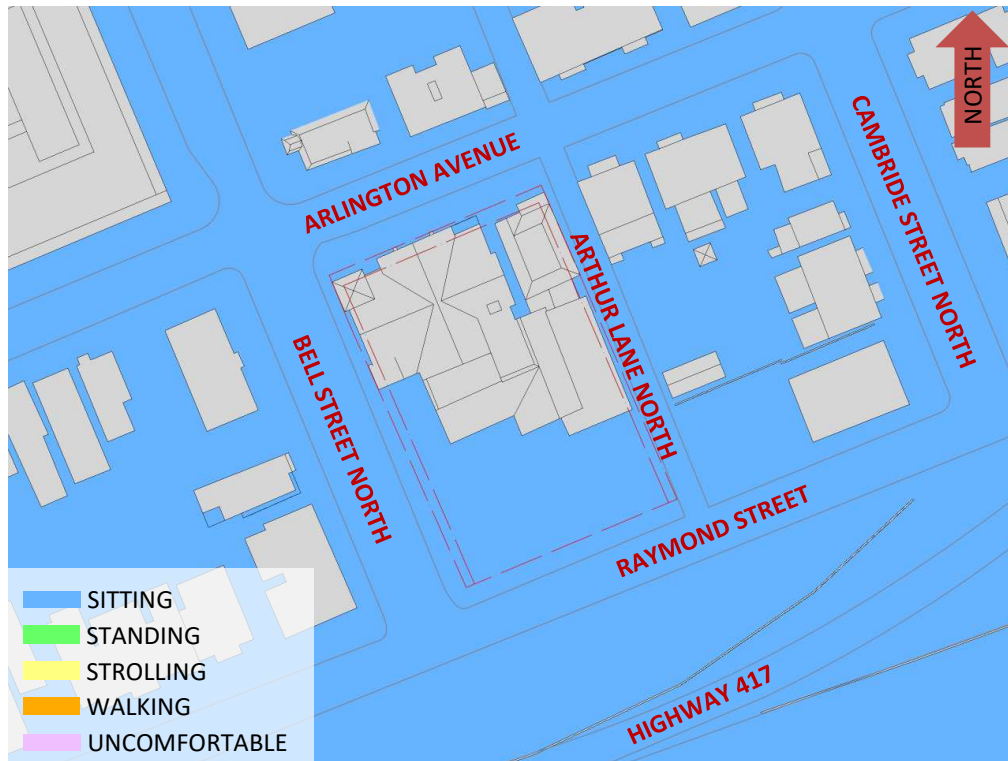 NORTH
ARLINGTON AVENUE
CAMBRIDE STREET NORTH
ARTHUR LANE NORTH
BELL STREET NORTH
RAYMOND STREET
HIGHWAY 417
SITTING
STANDING
STROLLING
WALKING
UNCOMFORTABLE